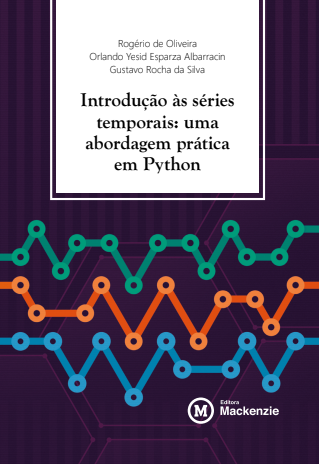 Rogério de Oliveira
Orlando Yesid Esparza Albarracin
Gustavo Rocha da Silva
Introdução às séries
temporais: uma
abordagem prática
em Python
M
Editora
Mackenzie